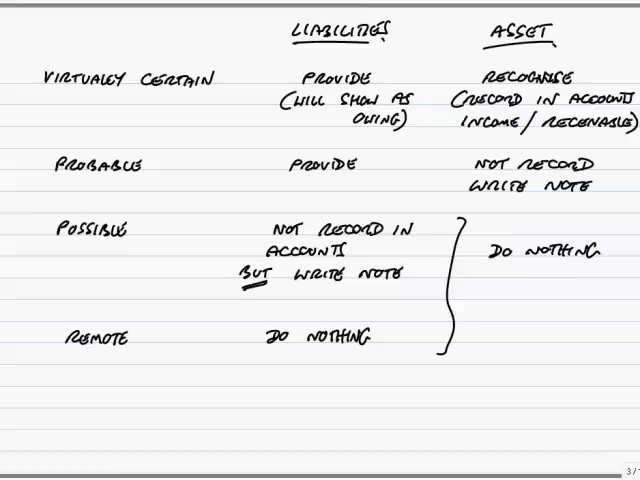 LIABILITIES ASSET
VIRTUALLY CERTAIN PROVIDE RECOGNISE
(WILL SHOW AS (RECORD IN ACCOUNTS
OWING) INCOME/RECEIVABLE)
PROBABLE PROVIDE NOT RECORD
WRITE NOTE
POSSIBLE NOT RECORD IN
ACCOUNTS DO NOTHING
BUT WRITE NOTE
REMOTE DO NOTHING